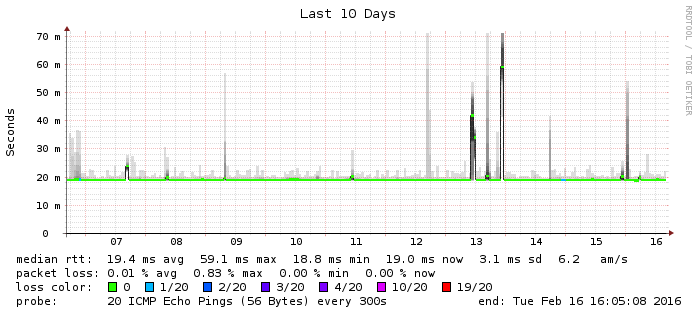 Last 10 Days
RRDTOOL / TOBI OETIKER
Seconds
70 m
60 m
50 m
40 m
30 m
20 m
10 m
0
07 08 09 10 11 12 13 14 15 16
median rtt: 19.4 ms avg 59.1 ms max 18.8 ms min 19.0 ms now 3.1 ms sd 6.2 am/s
packet loss: 0.01 % avg 0.83 % max 0.00 % min 0.00 % now
loss color: 0 1/20 2/20 3/20 4/20 10/20 19/20
probe: 20 ICMP Echo Pings (56 Bytes) every 300s end: Tue Feb 16 16:05:08 2016